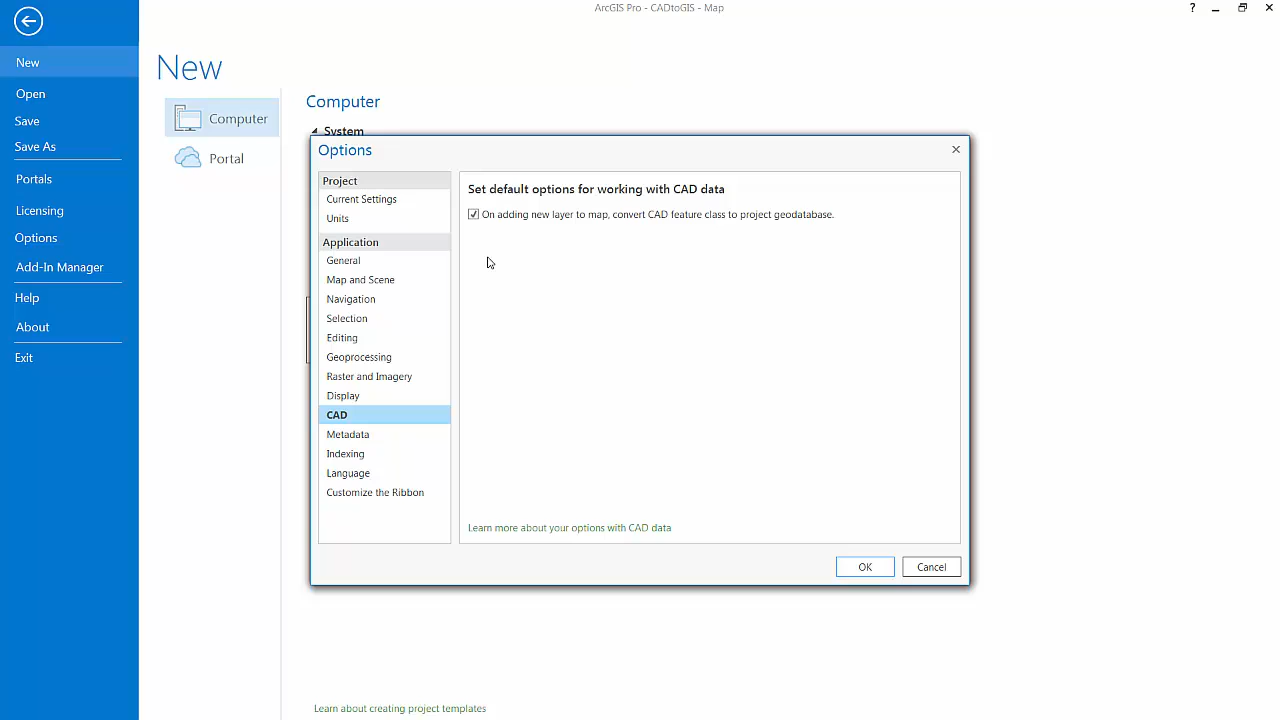 ArcGIS Pro - CADtoGIS - Map
?
New
Open
Save
Save As
Portals
Licensing
Options
Add-In Manager
Help
About
Exit
New
Computer
Portal
Computer
System
Options
Project
Current Settings
Units
Application
General
Map and Scene
Navigation
Selection
Editing
Geoprocessing
Raster and Imagery
Display
CAD
Metadata
Indexing
Language
Customize the Ribbon
Set default options for working with CAD data
On adding new layer to map, convert CAD feature class to project geodatabase.
Learn more about your options with CAD data
OK
Cancel
Learn about creating project templates